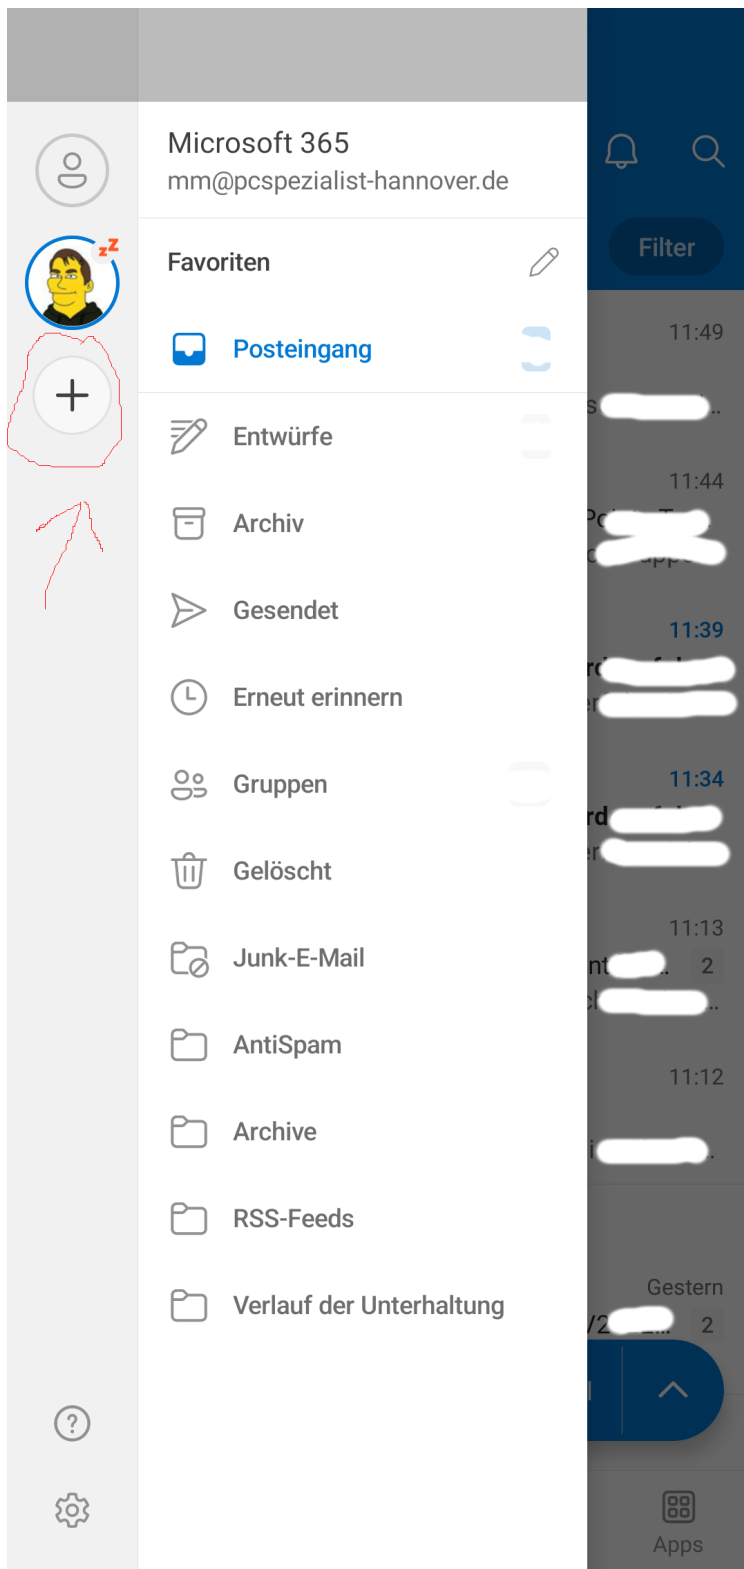 Microsoft 365
mm@pcspezialist-hannover.de
Favoriten
Filter
Posteingang
Entwürfe
Archiv
Gesendet
Erneut erinnern
Gruppen
Gelöscht
Junk-E-Mail
AntiSpam
Archive
RSS-Feeds
Verlauf der Unterhaltung
11:49
11:44
11:39
11:34
11:13
2
11:12
Gestern
2
Apps